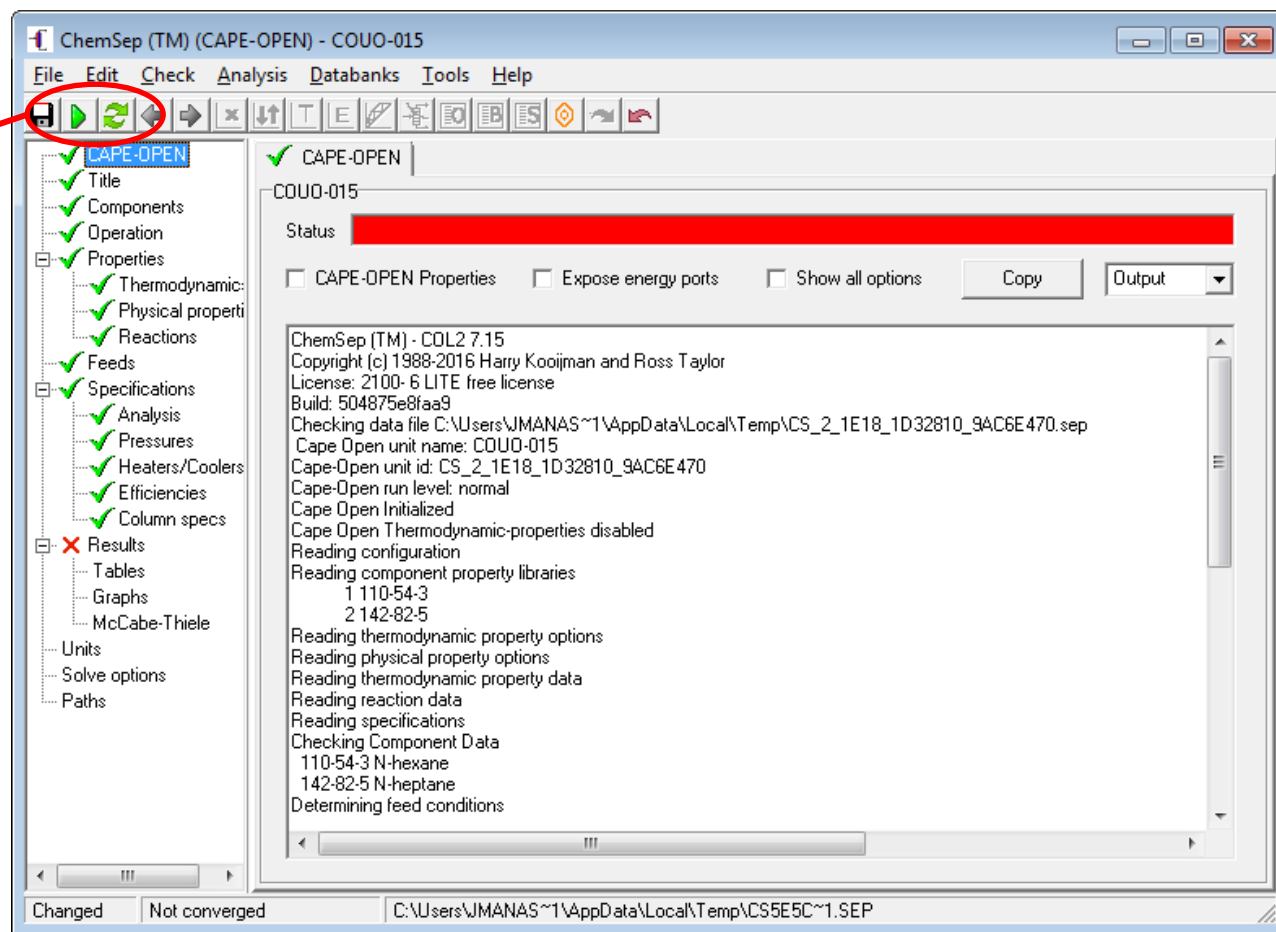 ChemSep (TM) (CAPE-OPEN) - COUO-015
File Edit Check Analysis Databanks Tools Help
T E O B S
CAPE-OPEN
Title
Components
Operation
Properties
Thermodynamic
Physical properti
Reactions
Feeds
Specifications
Analysis
Pressures
Heaters/Coolers
Efficiencies
Column specs
Results
Tables
Graphs
McCabe-Thiele
Units
Solve options
Paths
CAPE-OPEN
COUO-015
Status
CAPE-OPEN Properties Expose energy ports Show all options Copy Output
ChemSep (TM) - COL2 7.15
Copyright (c) 1988-2016 Harry Kooijman and Ross Taylor
License: 2100- 6 LITE free license
Build: 504875e8faa9
Checking data file C:\Users\JMANAS~1\AppData\Local\Temp\CS_2_1E18_1D32810_9AC6E470.sep
Cape Open unit name: COUO-015
Cape-Open unit id: CS_2_1E18_1D32810_9AC6E470
Cape-Open run level: normal
Cape Open Initialized
Cape Open Thermodynamic-properties disabled
Reading configuration
Reading component property libraries
1 110-54-3
2 142-82-5
Reading thermodynamic property options
Reading physical property options
Reading thermodynamic property data
Reading reaction data
Reading specifications
Checking Component Data
110-54-3 N-hexane
142-82-5 N-heptane
Determining feed conditions
Changed Not converged C:\Users\JMANAS~1\AppData\Local\Temp\CS5E5C~1.SEP